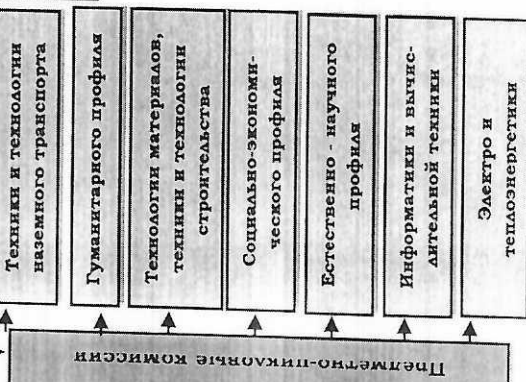 Предметно-цикловые комиссии
Техники и технологии
наземного транспорта
Гуманитарного профиля
Технологии материалов,
техники и технологии
строительства
Социально-экономи-
ческого профиля
Естественно - научного
профиля
Информатики и вычис-
лительной техники
Электро и
теплоэнергетики